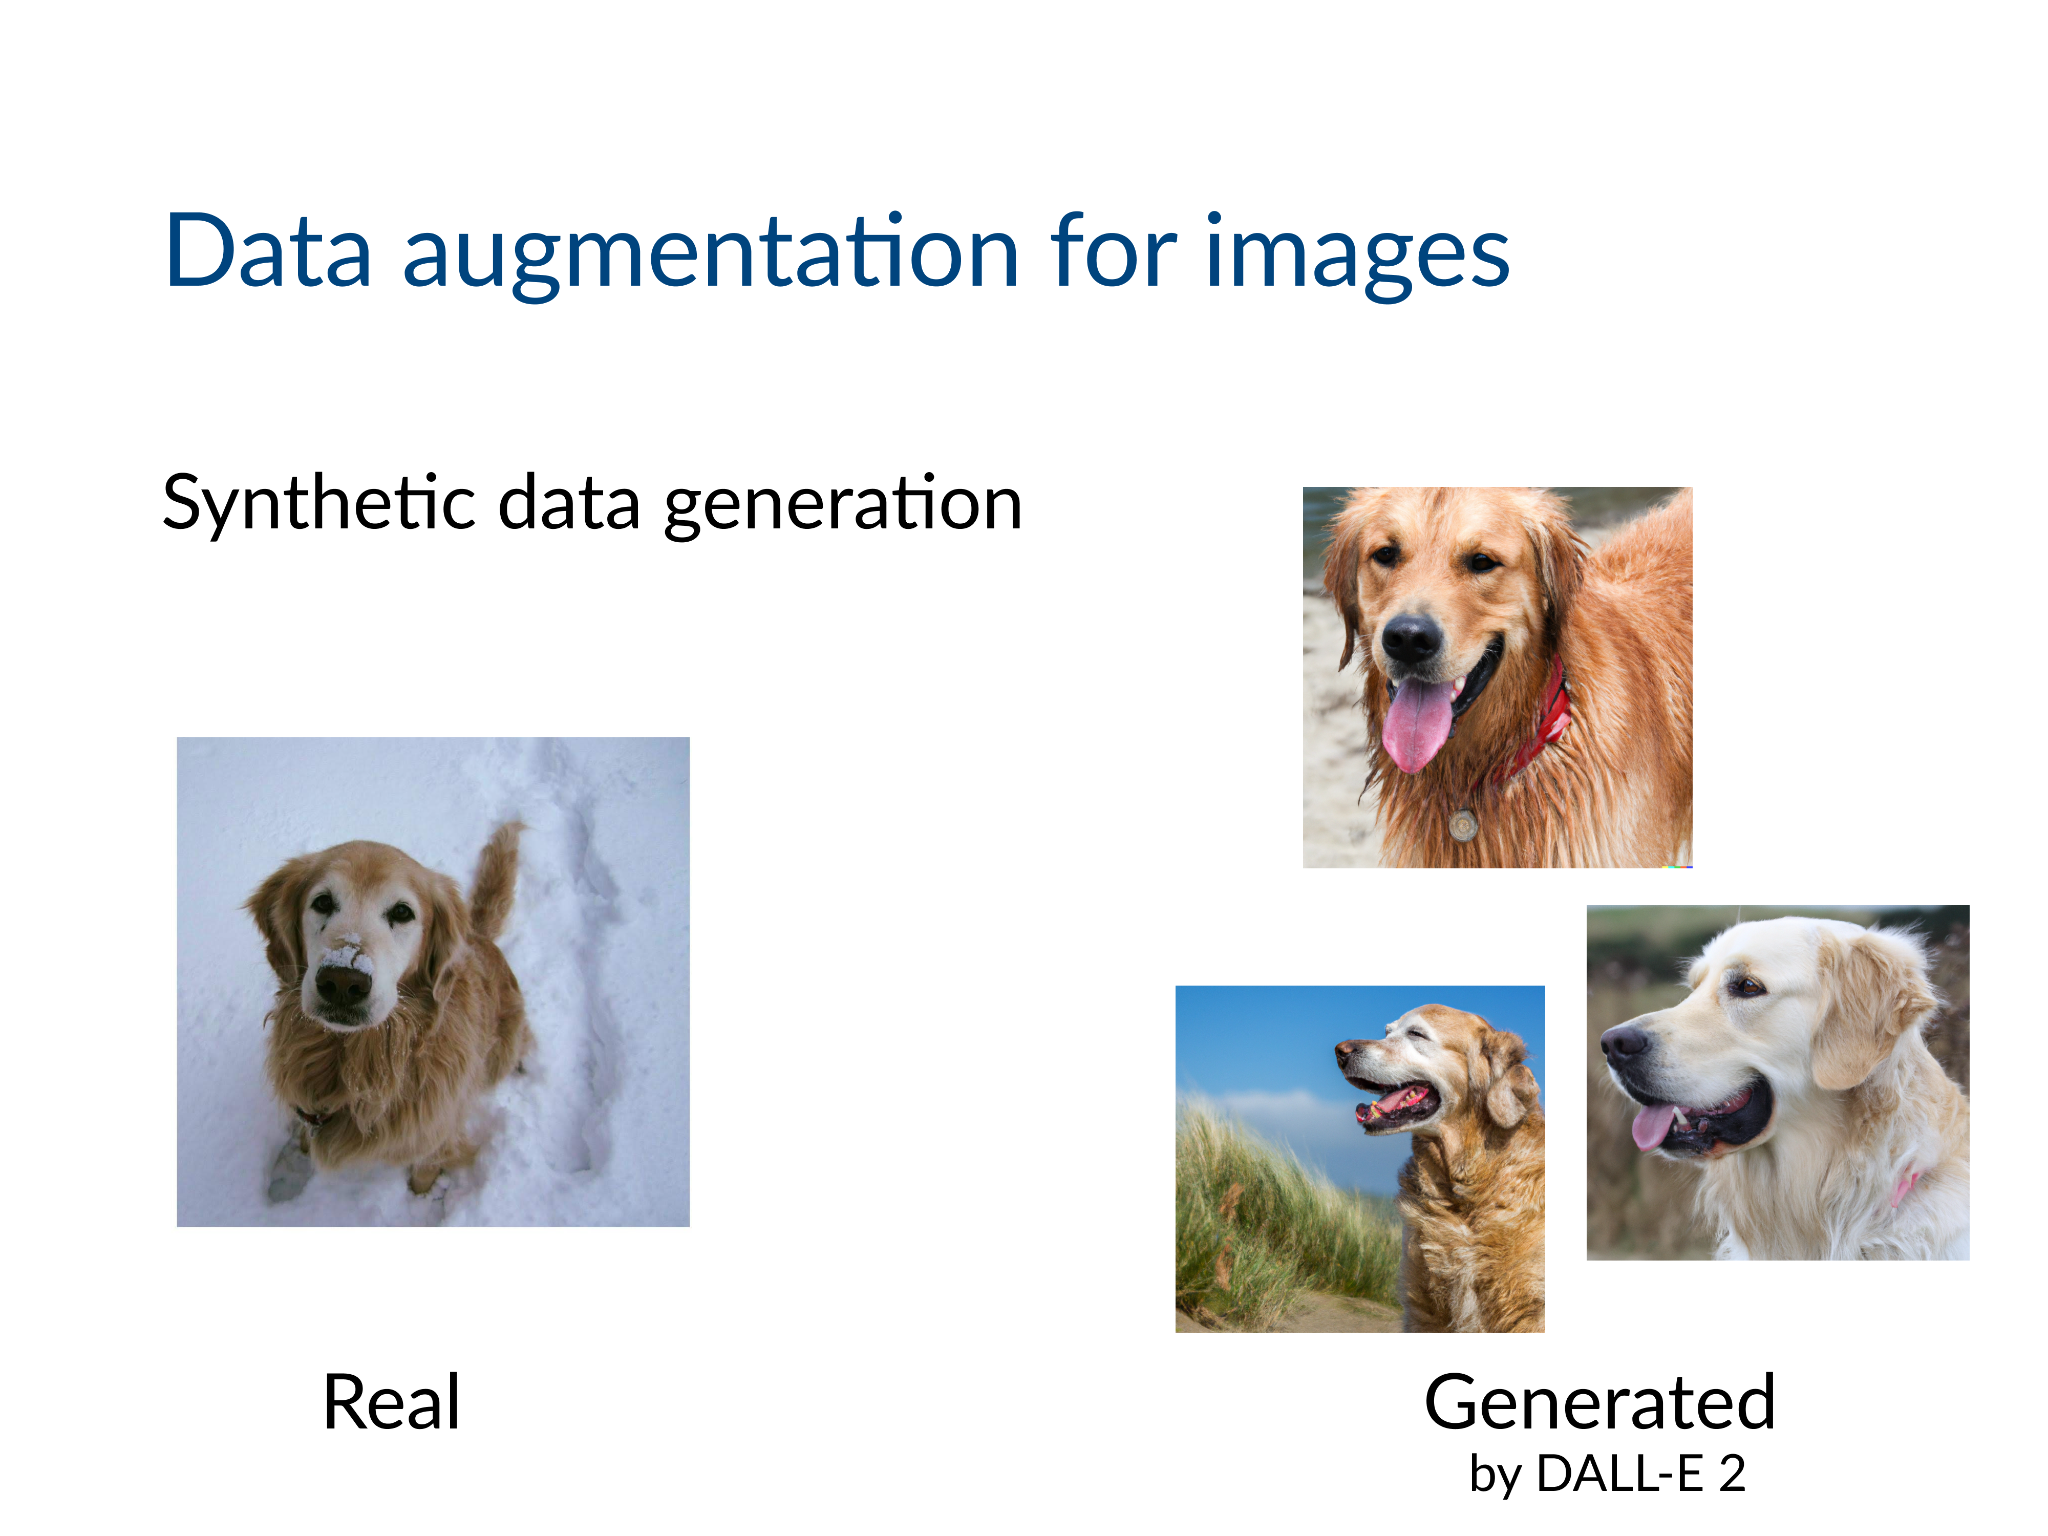 Data augmentation for images
Synthetic data generation
Real
Generated
by DALL-E 2